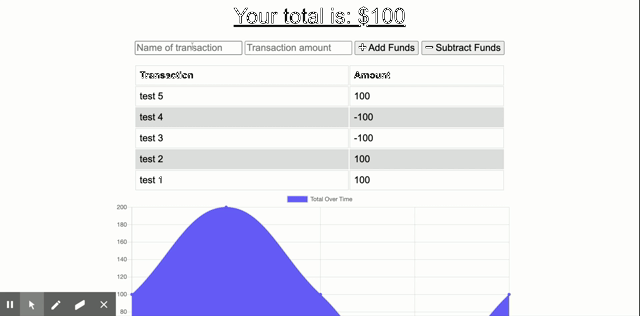 Your total is: $100
Name of transaction Transaction amount Add Funds Subtract Funds
Transaction Amount
test 5 100
test 4 -100
test 3 -100
test 2 100
test 1 100
Total Over Time
200
180
160
140
120
100
80